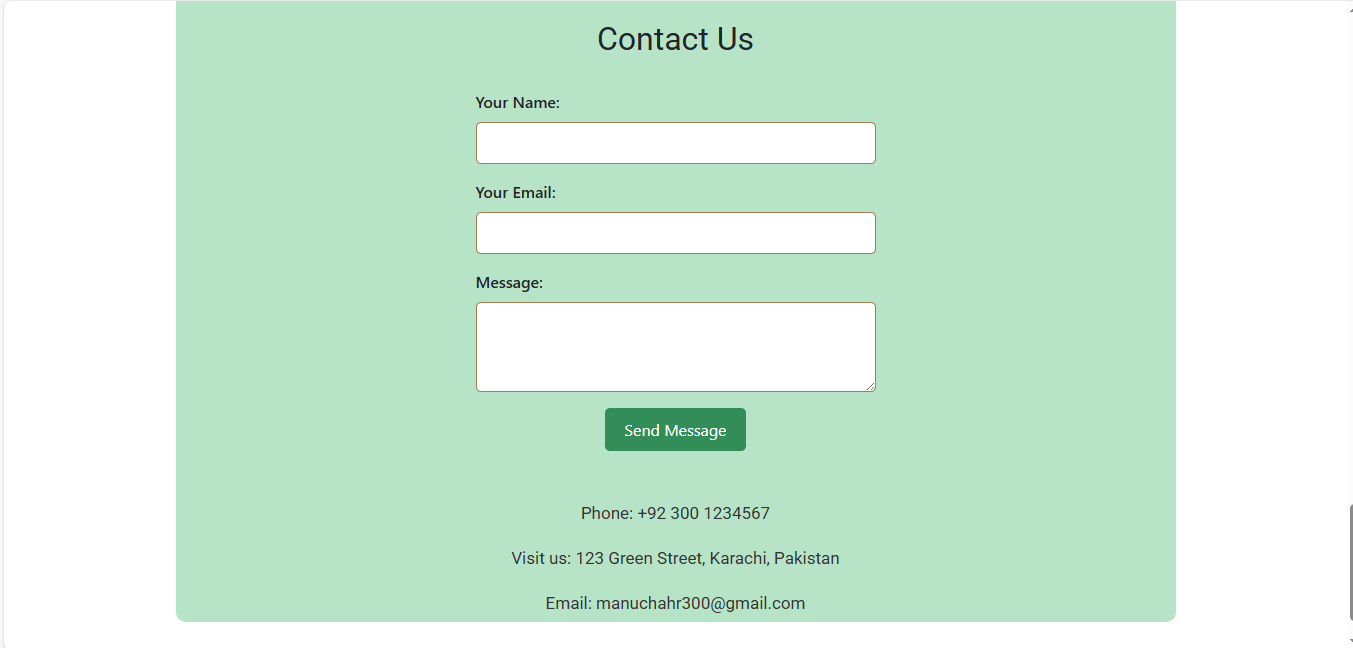 Contact Us
Your Name:
Your Email:
Message:
Send Message
Phone: +92 300 1234567
Visit us: 123 Green Street, Karachi, Pakistan
Email: manuchahr300@gmail.com